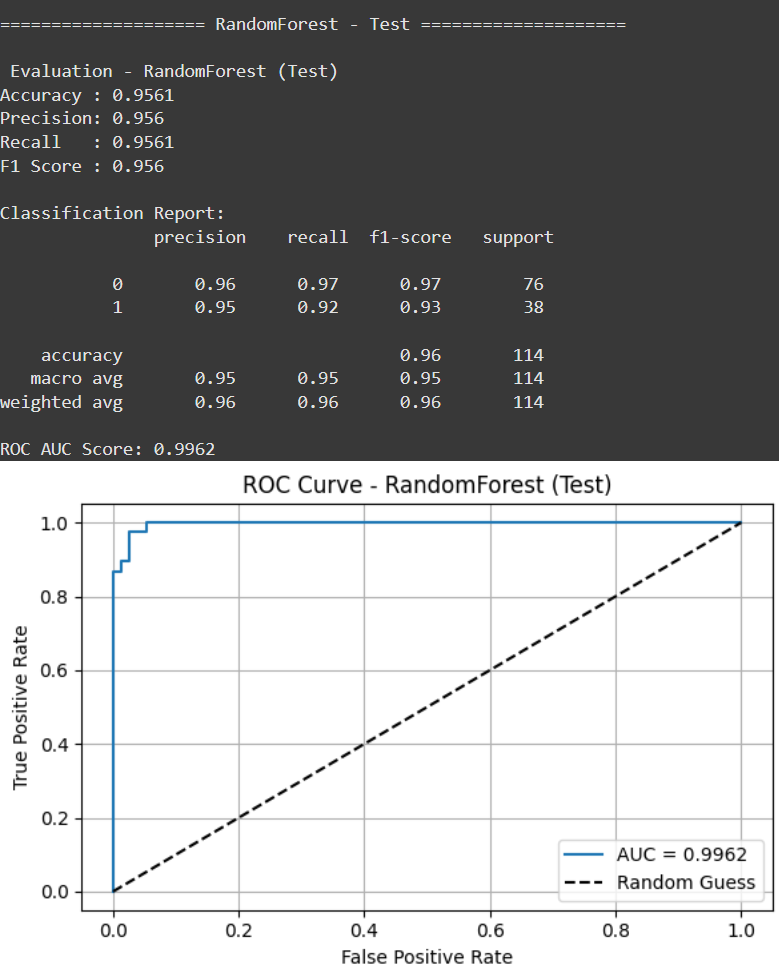 ==================== RandomForest - Test ====================
Evaluation - RandomForest (Test)
Accuracy : 0.9561
Precision: 0.956
Recall   : 0.9561
F1 Score : 0.956
Classification Report:
precision    recall  f1-score   support
0       0.96      0.97      0.97        76
1       0.95      0.92      0.93        38
accuracy                           0.96       114
macro avg       0.95      0.95      0.95       114
weighted avg       0.96      0.96      0.96       114
ROC AUC Score: 0.9962
ROC Curve - RandomForest (Test)
1.0
0.8
0.6
0.4
0.2
0.0
True Positive Rate
AUC = 0.9962
Random Guess
0.0 0.2 0.4 0.6 0.8 1.0
False Positive Rate